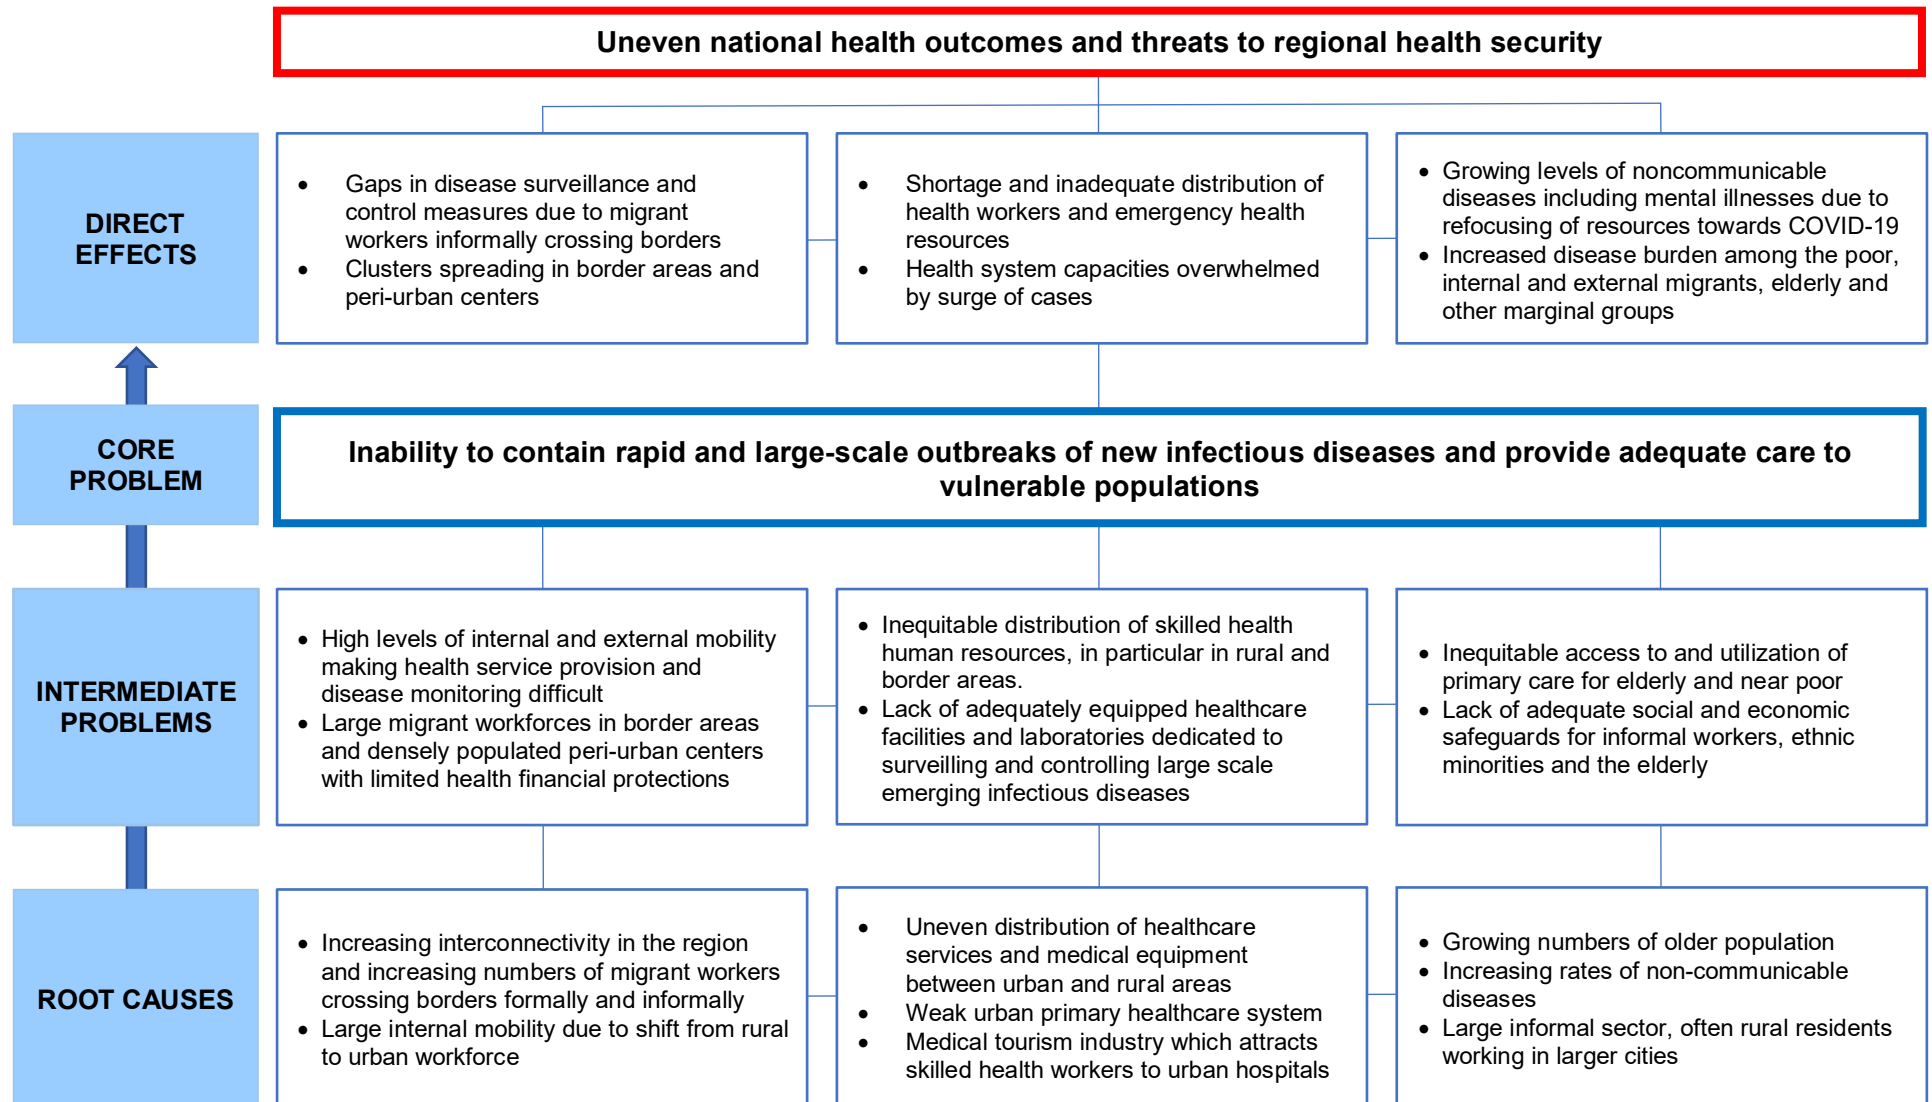 Uneven national health outcomes and threats to regional health security
DIRECT
EFFECTS
• Gaps in disease surveillance and
control measures due to migrant
workers informally crossing borders
• Clusters spreading in border areas and
peri-urban centers
• Shortage and inadequate distribution of
health workers and emergency health
resources
• Health system capacities overwhelmed
by surge of cases
• Growing levels of noncommunicable
diseases including mental illnesses due to
refocusing of resources towards COVID-19
• Increased disease burden among the poor,
internal and external migrants, elderly and
other marginal groups
CORE
PROBLEM
Inability to contain rapid and large-scale outbreaks of new infectious diseases and provide adequate care to
vulnerable populations
INTERMEDIATE
PROBLEMS
• High levels of internal and external mobility
making health service provision and
disease monitoring difficult
• Large migrant workforces in border areas
and densely populated peri-urban centers
with limited health financial protections
• Inequitable distribution of skilled health
human resources, in particular in rural and
border areas.
• Lack of adequately equipped healthcare
facilities and laboratories dedicated to
surveilling and controlling large scale
emerging infectious diseases
• Inequitable access to and utilization of
primary care for elderly and near poor
• Lack of adequate social and economic
safeguards for informal workers, ethnic
minorities and the elderly
ROOT CAUSES
• Increasing interconnectivity in the region
and increasing numbers of migrant workers
crossing borders formally and informally
• Large internal mobility due to shift from rural
to urban workforce
• Uneven distribution of healthcare
services and medical equipment
between urban and rural areas
• Weak urban primary healthcare system
• Medical tourism industry which attracts
skilled health workers to urban hospitals
• Growing numbers of older population
• Increasing rates of non-communicable
diseases
• Large informal sector, often rural residents
working in larger cities